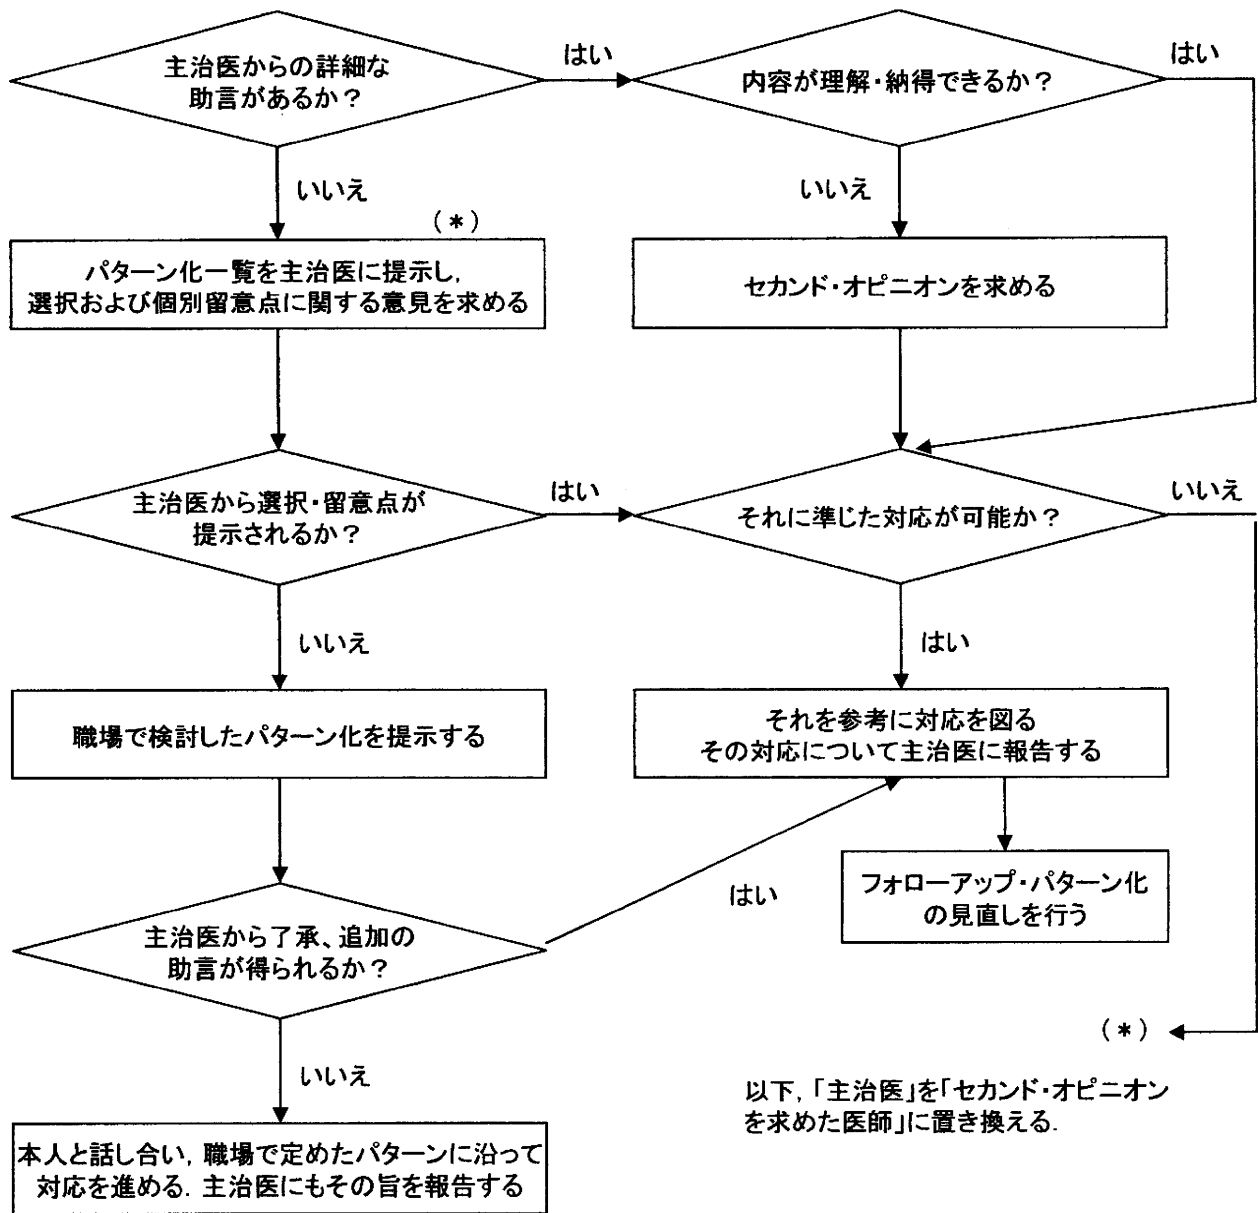 主治医からの詳細な
助言があるか？
はい
内容が理解・納得できるか？
はい
いいえ
いいえ
(＊)
パターン化一覧を主治医に提示し,
選択および個別留意点に関する意見を求める
セカンド・オピニオンを求める
主治医から選択・留意点が
提示されるか？
はい
それに準じた対応が可能か？
いいえ
いいえ
はい
職場で検討したパターン化を提示する
それを参考に対応を図る
その対応について主治医に報告する
はい
フォローアップ・パターン化
の見直しを行う
主治医から了承、追加の
助言が得られるか？
(＊)
いいえ
以下,「主治医」を「セカンド・オピニオン
を求めた医師」に置き換える.
本人と話し合い, 職場で定めたパターンに沿って
対応を進める. 主治医にもその旨を報告する